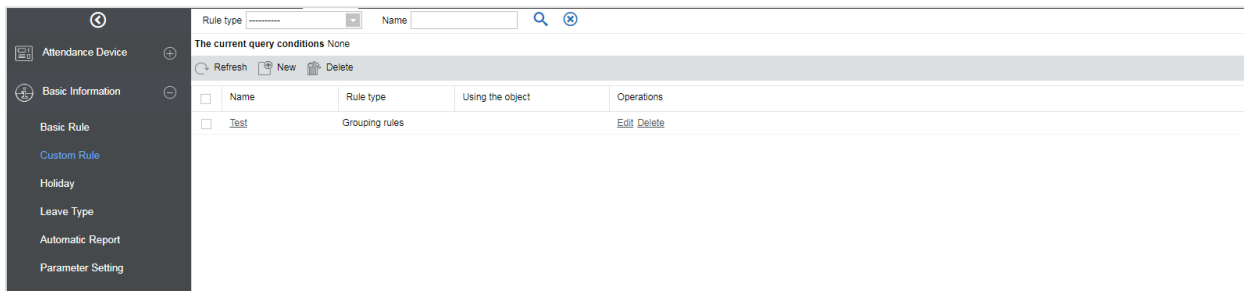 Rule type ---------- Name
The current query conditions None
Refresh New Delete
Attendance Device
Basic Information
Basic Rule
Custom Rule
Holiday
Leave Type
Automatic Report
Parameter Setting
Name Rule type Using the object Operations
Test Grouping rules Edit Delete